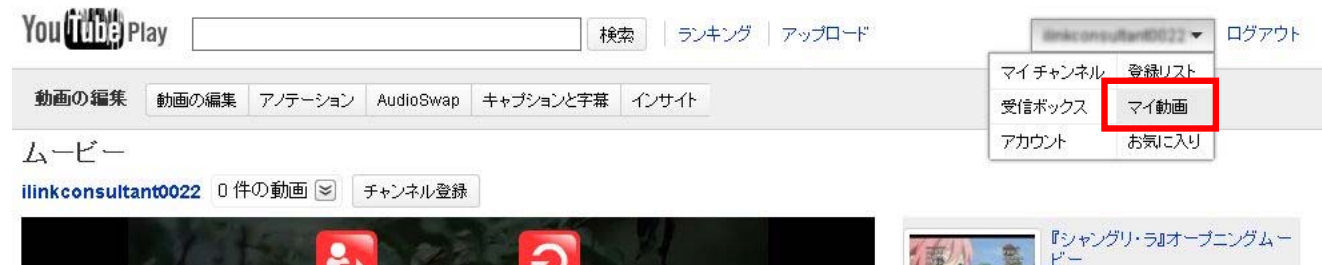 YouTube Play 検索 ランキング アップロード ログアウト
マイチャンネル 登録リスト
受信ボックス マイ動画
アカウント お気に入り
動画の編集 動画の編集 アノテーション AudioSwap キャプションと字幕 インサイト
ムービー
ilinkconsultant0022 0 件の動画 チャンネル登録
『シャングリ・ラ』オープニングムー
ビー